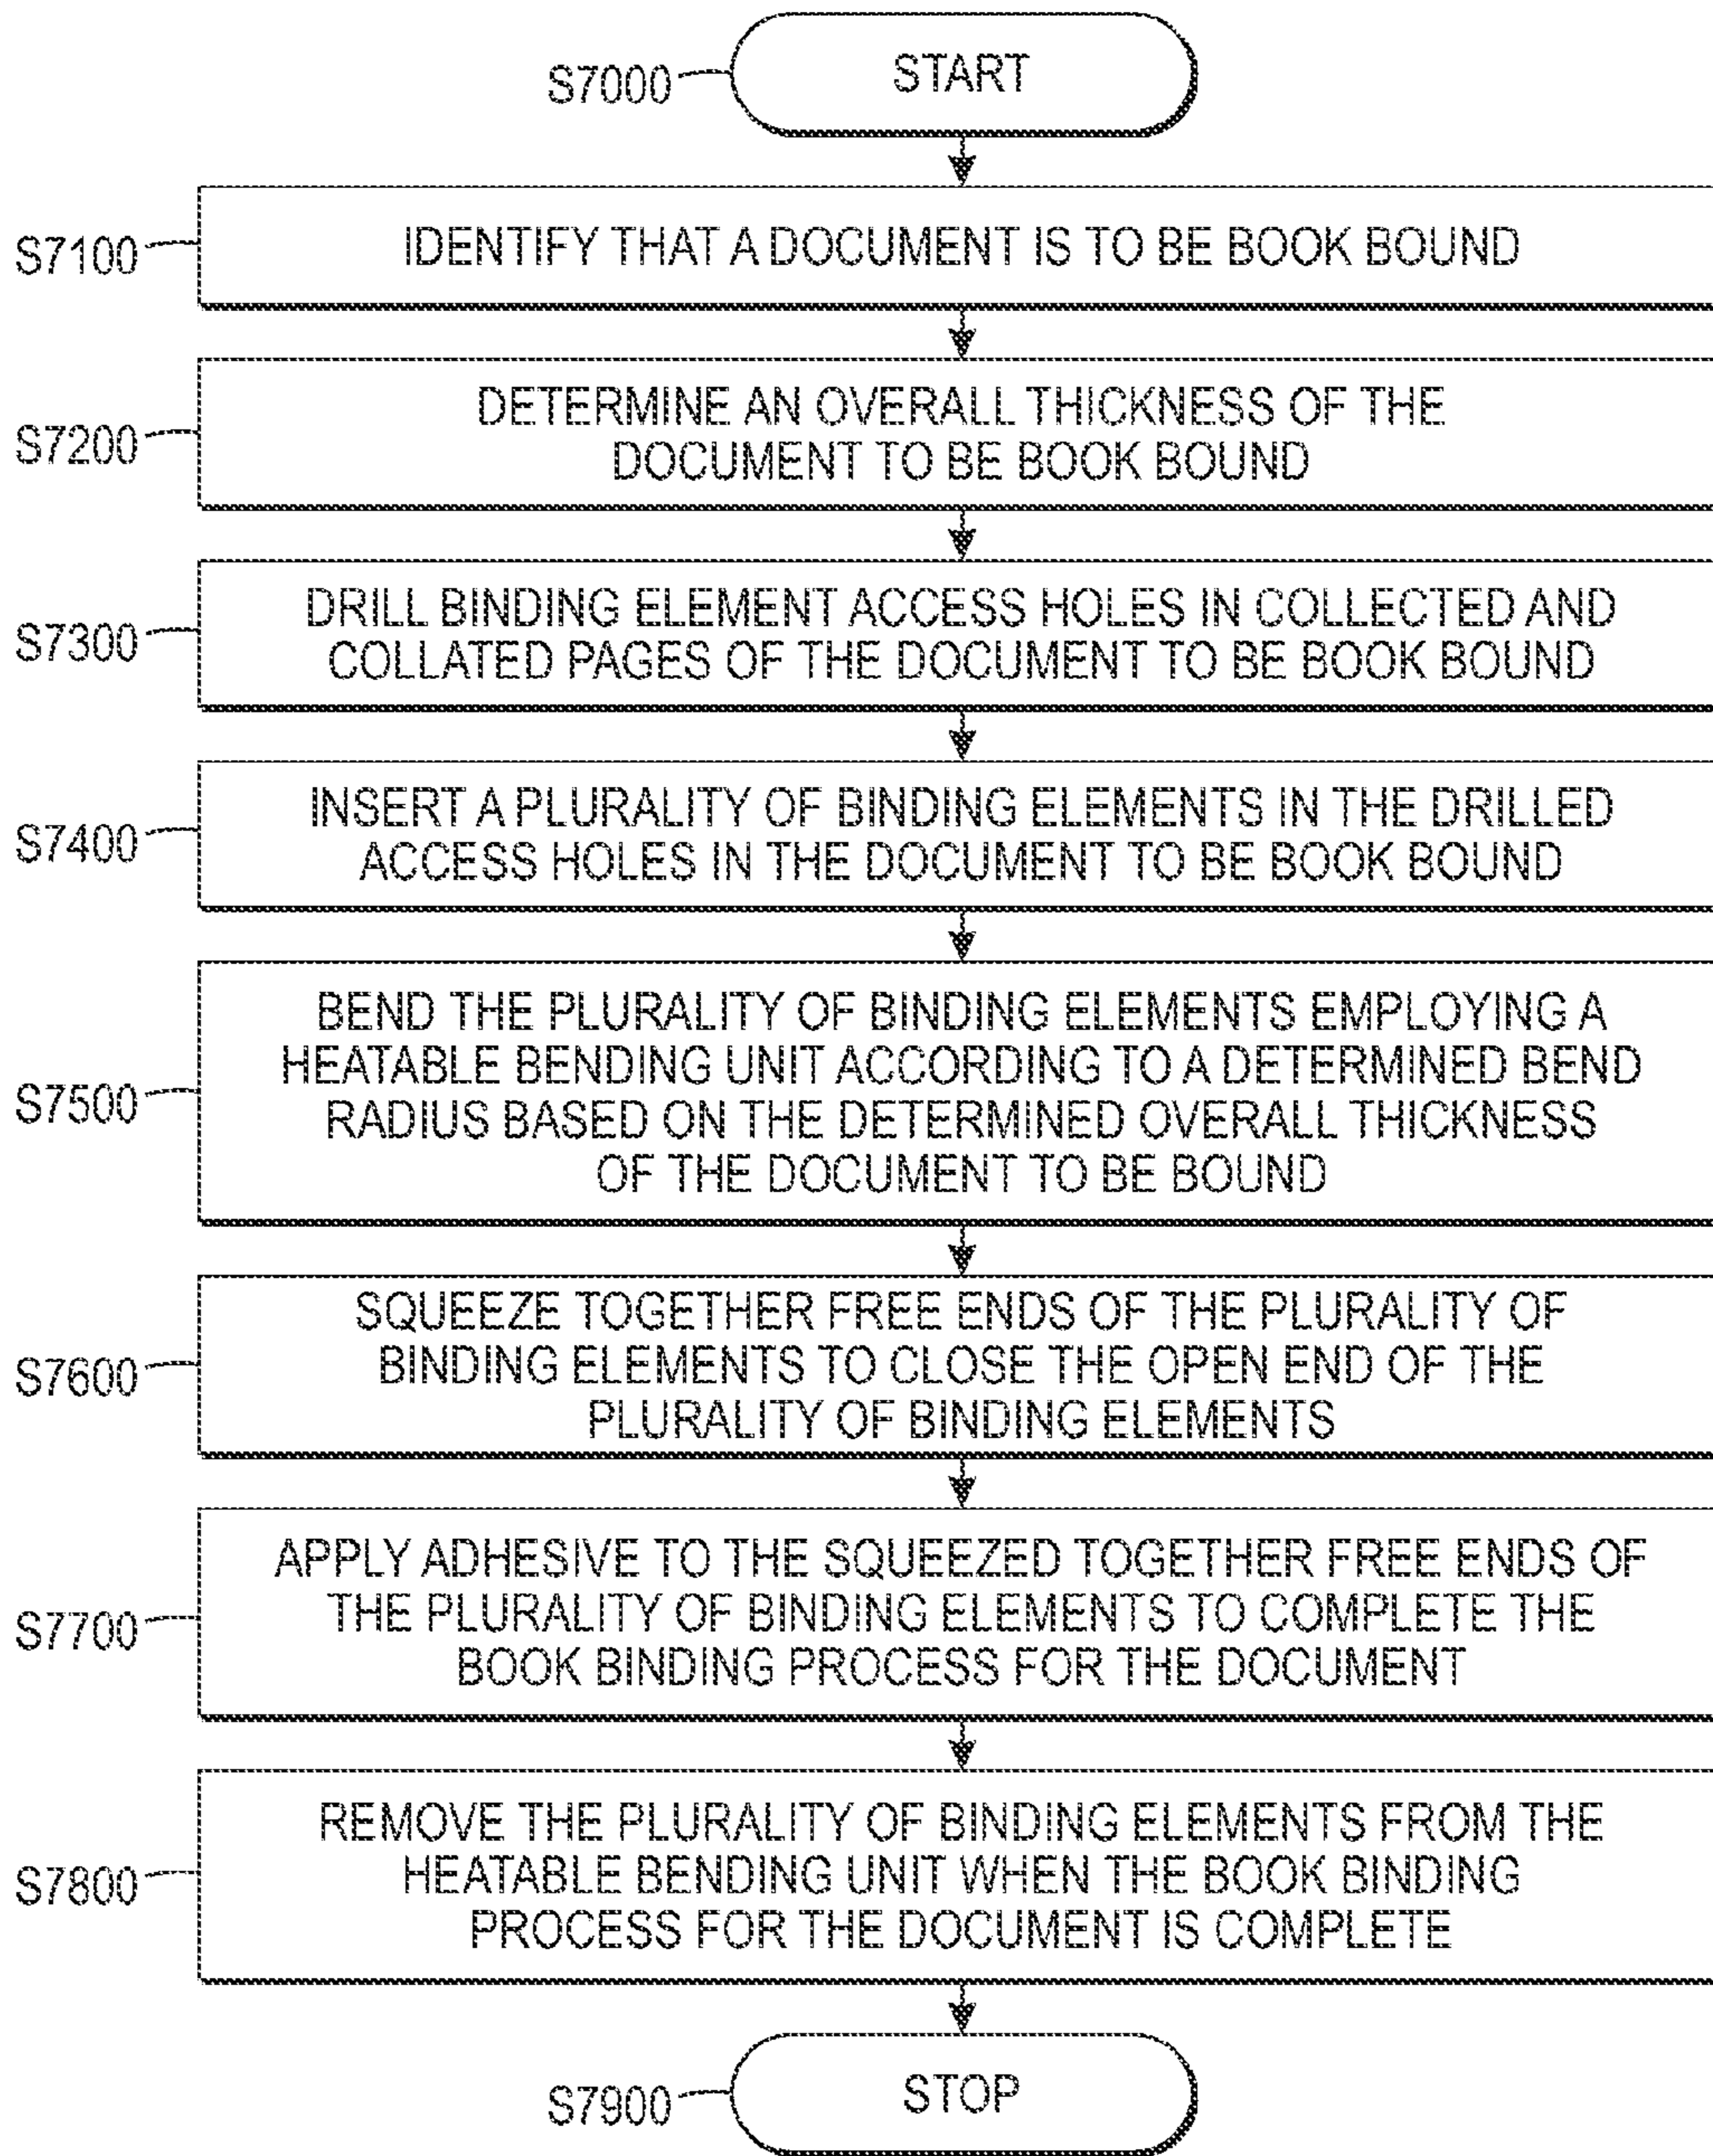 S7000
START
S7100
IDENTIFY THAT A DOCUMENT IS TO BE BOOK BOUND
S7200
DETERMINE AN OVERALL THICKNESS OF THE
DOCUMENT TO BE BOOK BOUND
S7300
DRILL BINDING ELEMENT ACCESS HOLES IN COLLECTED AND
COLLATED PAGES OF THE DOCUMENT TO BE BOOK BOUND
S7400
INSERT A PLURALITY OF BINDING ELEMENTS IN THE DRILLED
ACCESS HOLES IN THE DOCUMENT TO BE BOOK BOUND
S7500
BEND THE PLURALITY OF BINDING ELEMENTS EMPLOYING A
HEATABLE BENDING UNIT ACCORDING TO A DETERMINED BEND
RADIUS BASED ON THE DETERMINED OVERALL THICKNESS
OF THE DOCUMENT TO BE BOUND
S7600
SQUEEZE TOGETHER FREE ENDS OF THE PLURALITY OF
BINDING ELEMENTS TO CLOSE THE OPEN END OF THE
PLURALITY OF BINDING ELEMENTS
S7700
APPLY ADHESIVE TO THE SQUEEZED TOGETHER FREE ENDS OF
THE PLURALITY OF BINDING ELEMENTS TO COMPLETE THE
BOOK BINDING PROCESS FOR THE DOCUMENT
S7800
REMOVE THE PLURALITY OF BINDING ELEMENTS FROM THE
HEATABLE BENDING UNIT WHEN THE BOOK BINDING
PROCESS FOR THE DOCUMENT IS COMPLETE
S7900
STOP